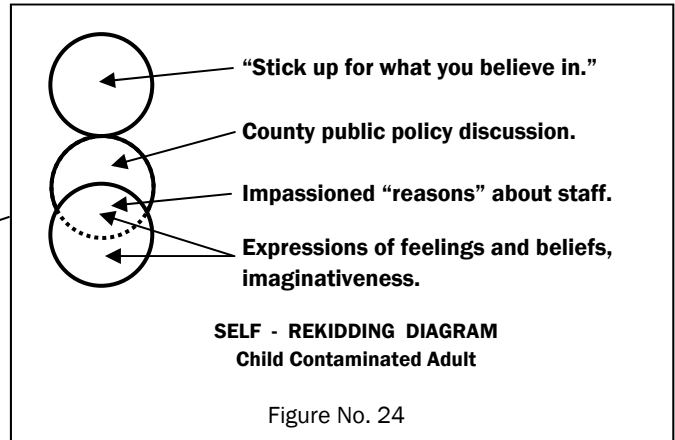 “Stick up for what you believe in.”
County public policy discussion.
Impassioned “reasons” about staff.
Expressions of feelings and beliefs,
imaginativeness.
SELF - REKIDDING DIAGRAM
Child Contaminated Adult
Figure No. 24